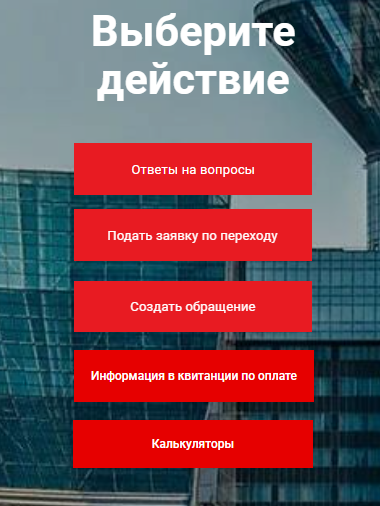 Выберите
действие
Ответы на вопросы
Подать заявку по переходу
Создать обращение
Информация в квитанции по оплате
Калькуляторы